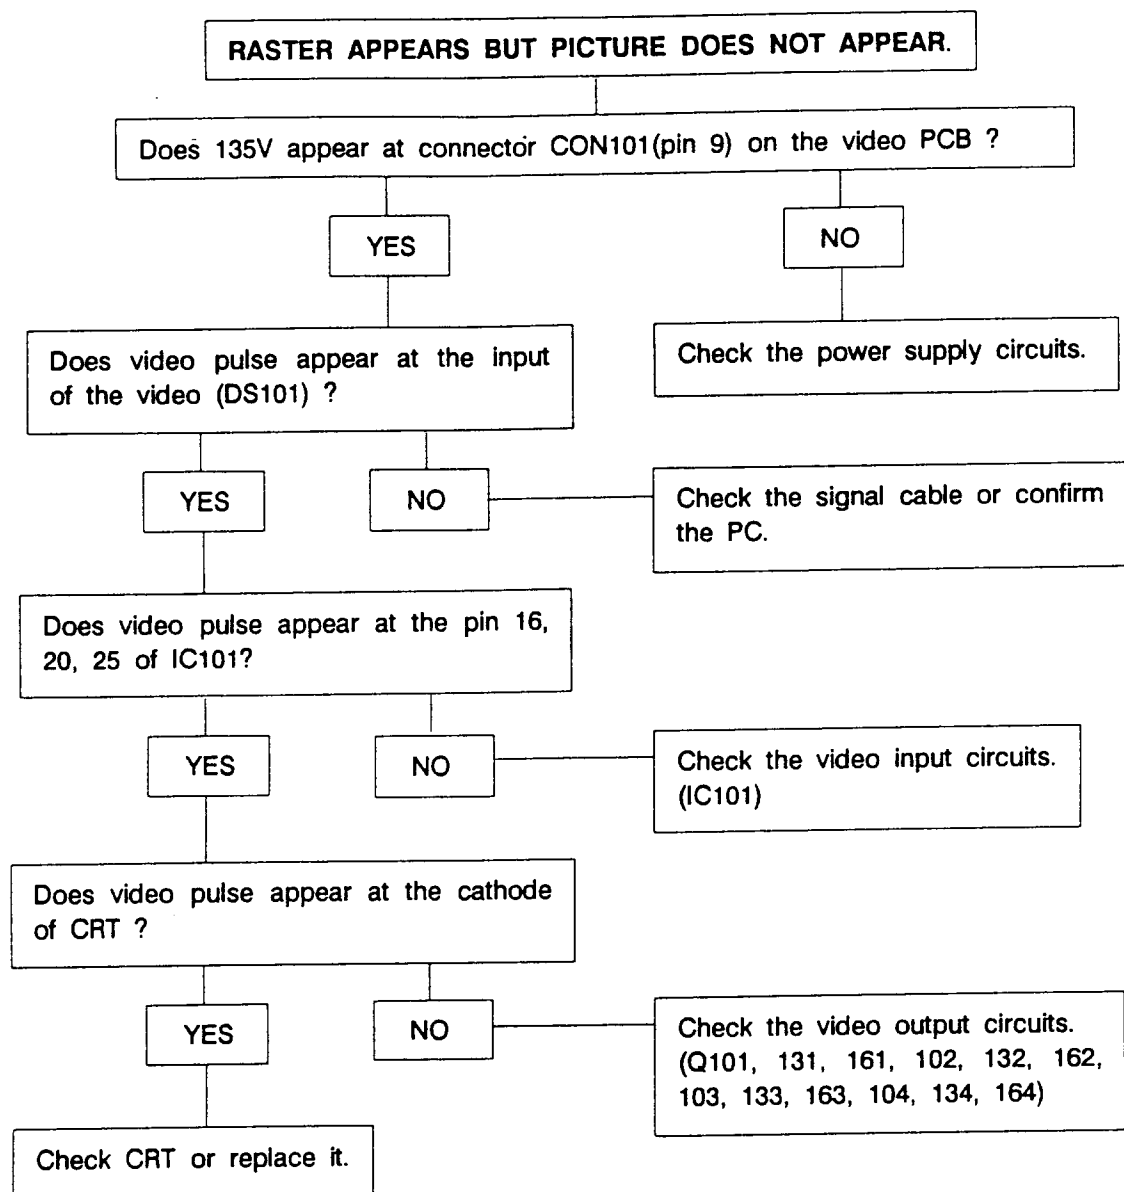 RASTER APPEARS BUT PICTURE DOES NOT APPEAR.
Does 135V appear at connector CON101(pin 9) on the video PCB ?
YES
NO
Does video pulse appear at the input
of the video (DS101) ?
Check the power supply circuits.
YES
NO
Check the signal cable or confirm
the PC.
Does video pulse appear at the pin 16,
20, 25 of IC101?
YES
NO
Check the video input circuits.
(IC101)
Does video pulse appear at the cathode
of CRT ?
YES
NO
Check the video output circuits.
(Q101, 131, 161, 102, 132, 162,
103, 133, 163, 104, 134, 164)
Check CRT or replace it.